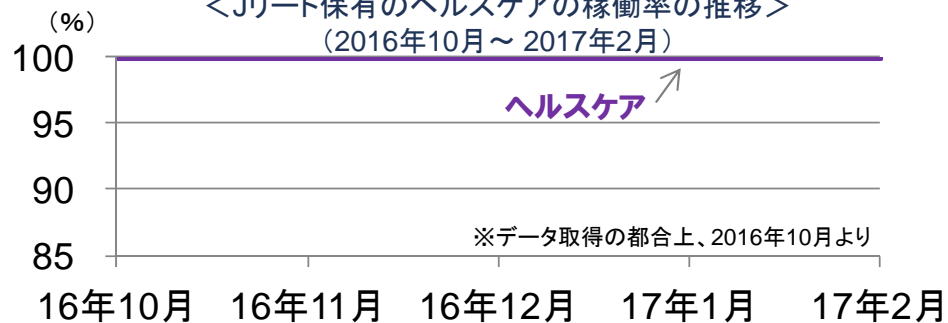 ＜Jリート保有のヘルスケアの稼働率の推移＞
（%）
（2016年10月～ 2017年2月）
100
ヘルスケア
95
90
※データ取得の都合上、2016年10月より
85
16年10月 16年11月 16年12月 17年1月 17年2月